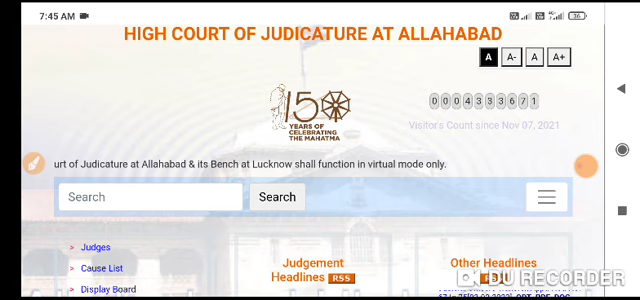 7:45 AM
36
HIGH COURT OF JUDICATURE AT ALLAHABAD
A A- A A+
150
YEARS OF
CELEBRATING
THE MAHATMA
0004333671
Visitor's Count since Nov 07, 2021
urt of Judicature at Allahabad & its Bench at Lucknow shall function in virtual mode only.
Search Search
Judges
Cause List
Display Board
Judgement
Headlines RSS
Other Headlines
DU RECORDER